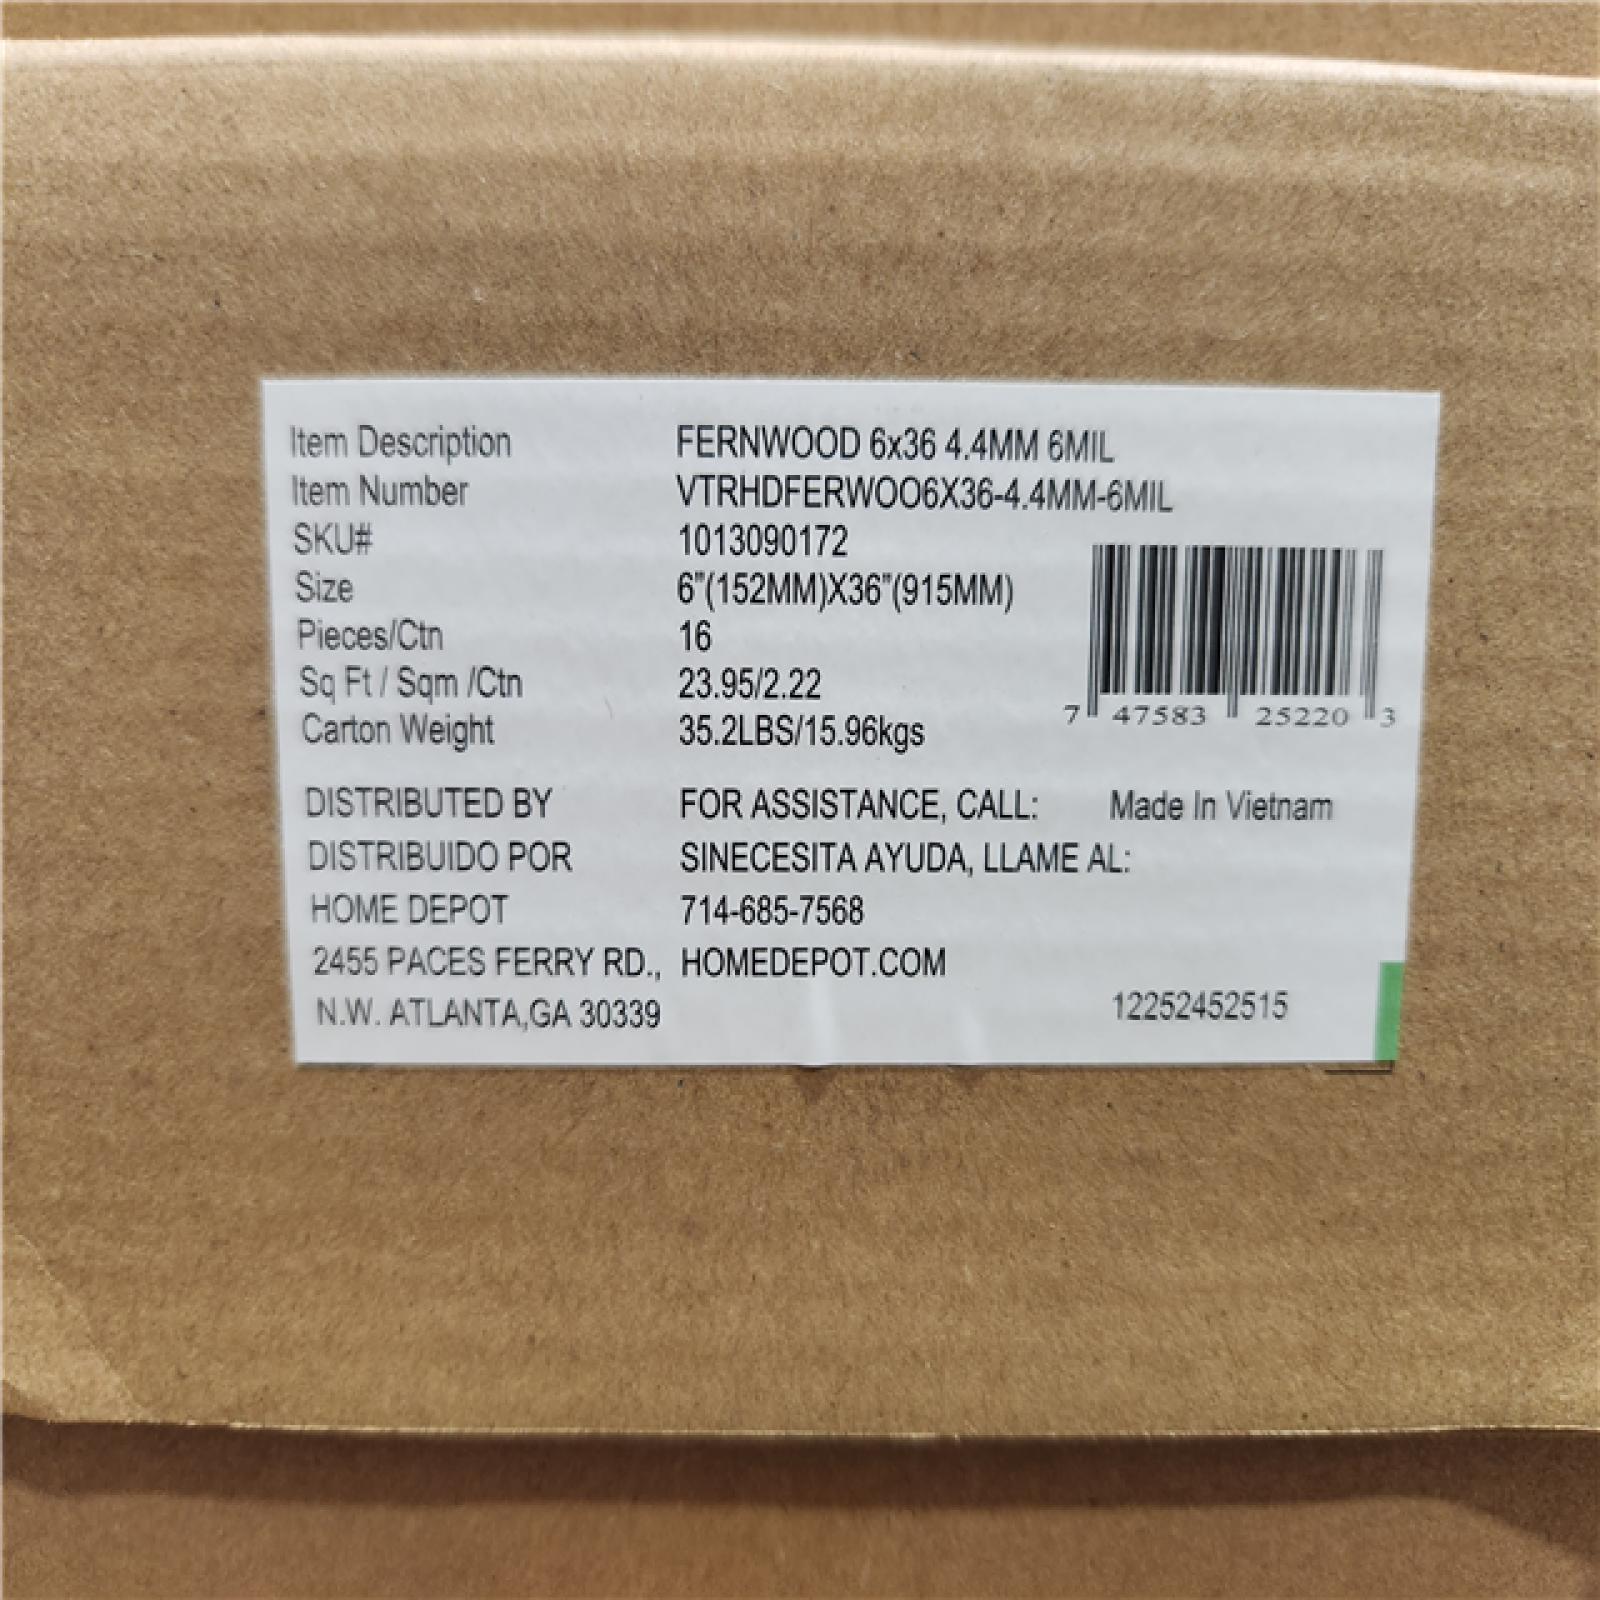 Item Description FERNWOOD 6x36 4.4MM 6MIL
Item Number VTRHDFERWOO6X36-4.4MM-6MIL
SKU# 1013090172
Size 6"(152MM)X36"(915MM)
Pieces/Ctn 16
Sq Ft / Sqm /Ctn 23.95/2.22
Carton Weight 35.2LBS/15.96kgs
7 47583 25220 3
DISTRIBUTED BY FOR ASSISTANCE, CALL: Made In Vietnam
DISTRIBUIDO POR SINECESITA AYUDA, LLAME AL:
HOME DEPOT 714-685-7568
2455 PACES FERRY RD., HOMEDEPOT.COM
N.W. ATLANTA,GA 30339 12252452515